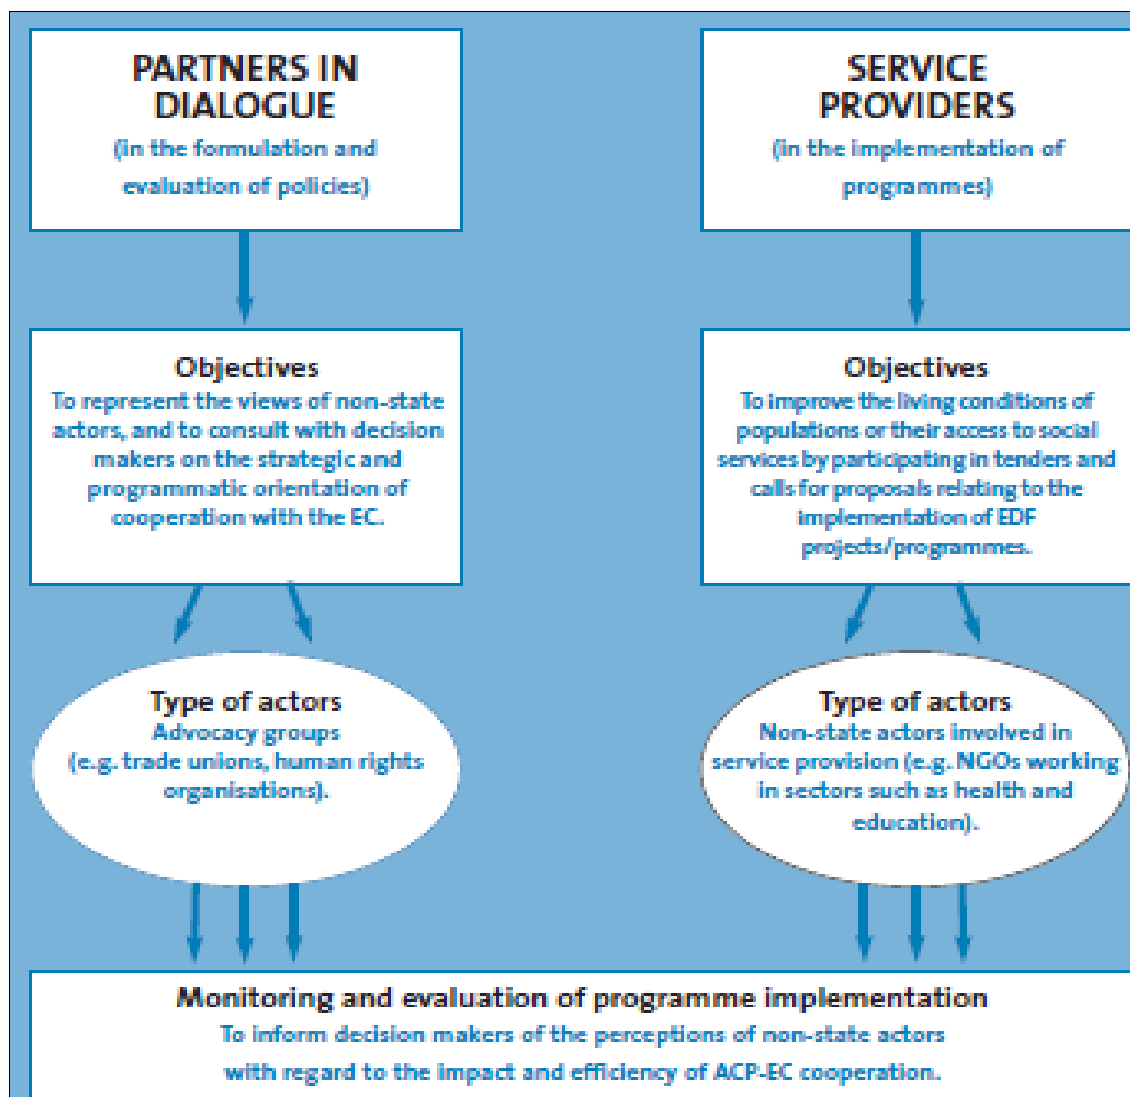 PARTNERS IN
DIALOGUE
(in the formulation and
evaluation of policies)
Objectives
To represent the views of non-state
actors, and to consult with decision
makers on the strategic and
programmatic orientation of
cooperation with the EC.
Type of actors
Advocacy groups
(e.g. trade unions, human rights
organisations).
SERVICE
PROVIDERS
(in the implementation of
programmes)
Objectives
To improve the living conditions of
populations or their access to social
services by participating in tenders and
calls for proposals relating to the
implementation of EDF
projects/programmes.
Type of actors
Non-state actors involved in
service provision (e.g. NGOs working
in sectors such as health and
education).
Monitoring and evaluation of programme implementation
To inform decision makers of the perceptions of non-state actors
with regard to the impact and efficiency of ACP-EC cooperation.